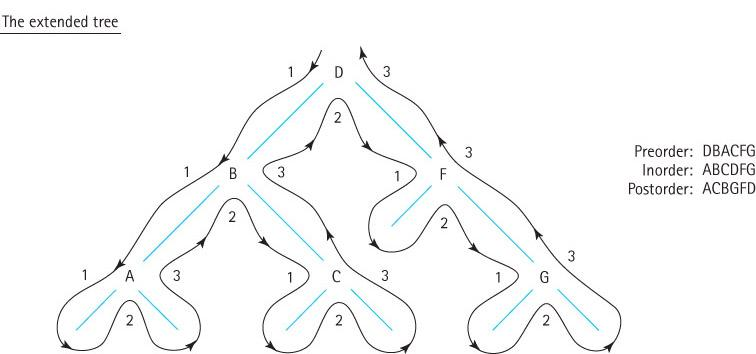 The extended tree
1 D 3
2
3
Preorder: DBACFG
1 B 3 1 F
Inorder: ABCDFG
Postorder: ACBGFD
2 2
3
1 A 3 1 C 3 1 G
2 2 2